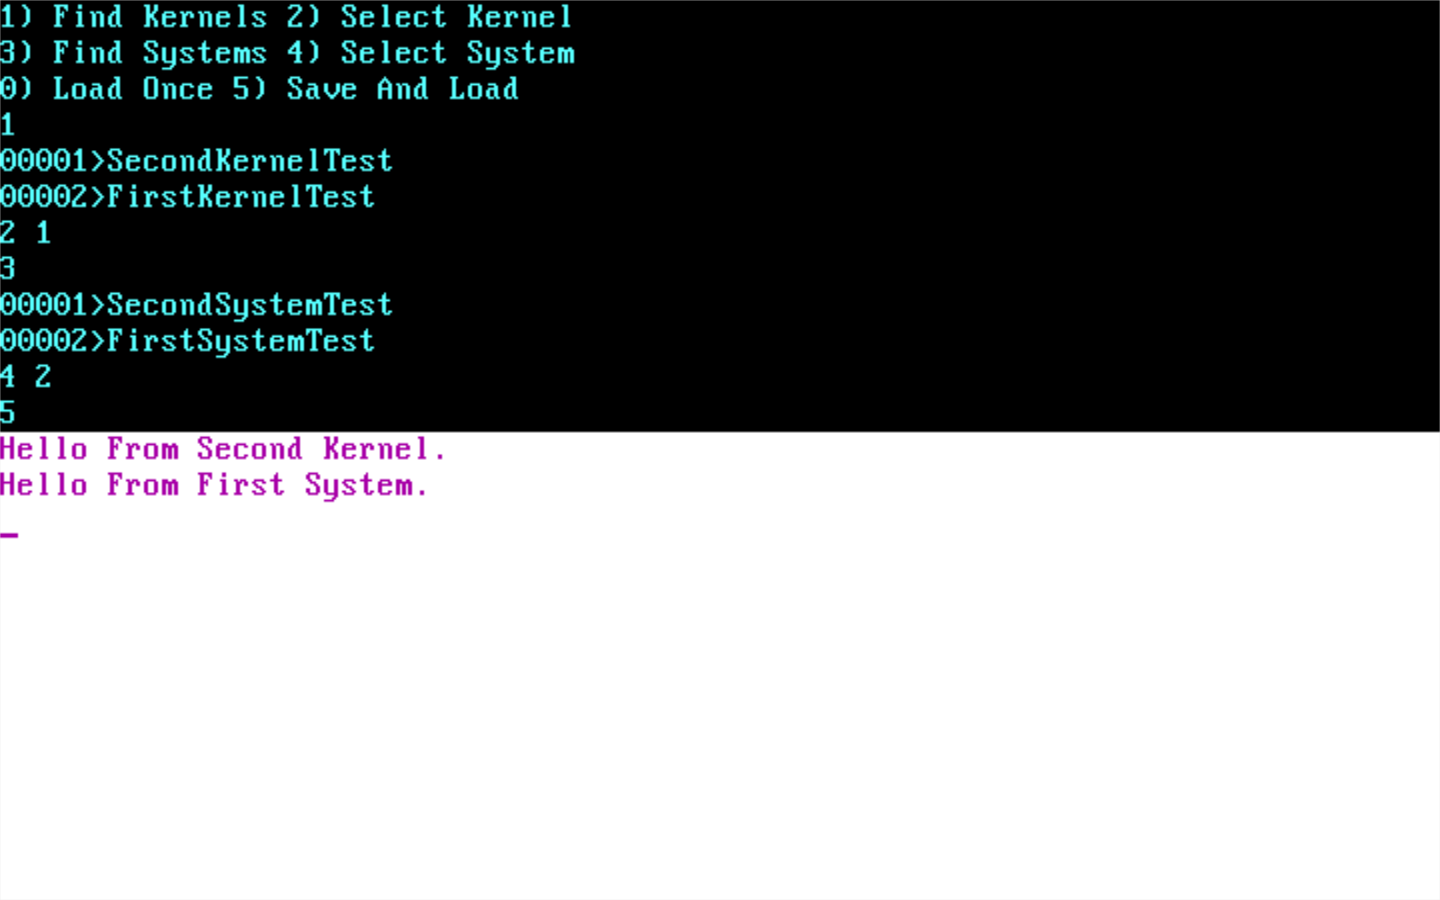 1) Find Kernels 2) Select Kernel
3) Find Systems 4) Select System
0) Load Once 5) Save And Load
1
00001>SecondKernelTest
00002>FirstKernelTest
2 1
3
00001>SecondSystemTest
00002>FirstSystemTest
4 2
5
Hello From Second Kernel.
Hello From First System.